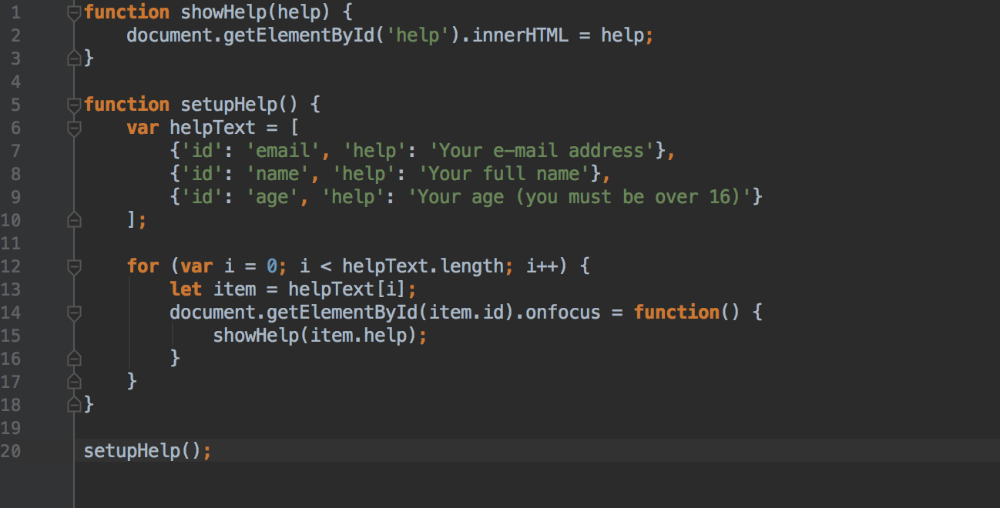 1 function showHelp(help) {
2     document.getElementById('help').innerHTML = help;
3 }
4
5 function setupHelp() {
6     var helpText = [
7         {'id': 'email', 'help': 'Your e-mail address'},
8         {'id': 'name', 'help': 'Your full name'},
9         {'id': 'age', 'help': 'Your age (you must be over 16)'}
10     ];
11
12     for (var i = 0; i < helpText.length; i++) {
13         let item = helpText[i];
14         document.getElementById(item.id).onfocus = function() {
15             showHelp(item.help);
16         }
17     }
18 }
19
20 setupHelp();